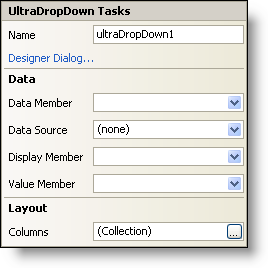 UltraDropDown Tasks
Name ultraDropDown1
Designer Dialog...
Data
Data Member
Data Source (none)
Display Member
Value Member
Layout
Columns (Collection) ...